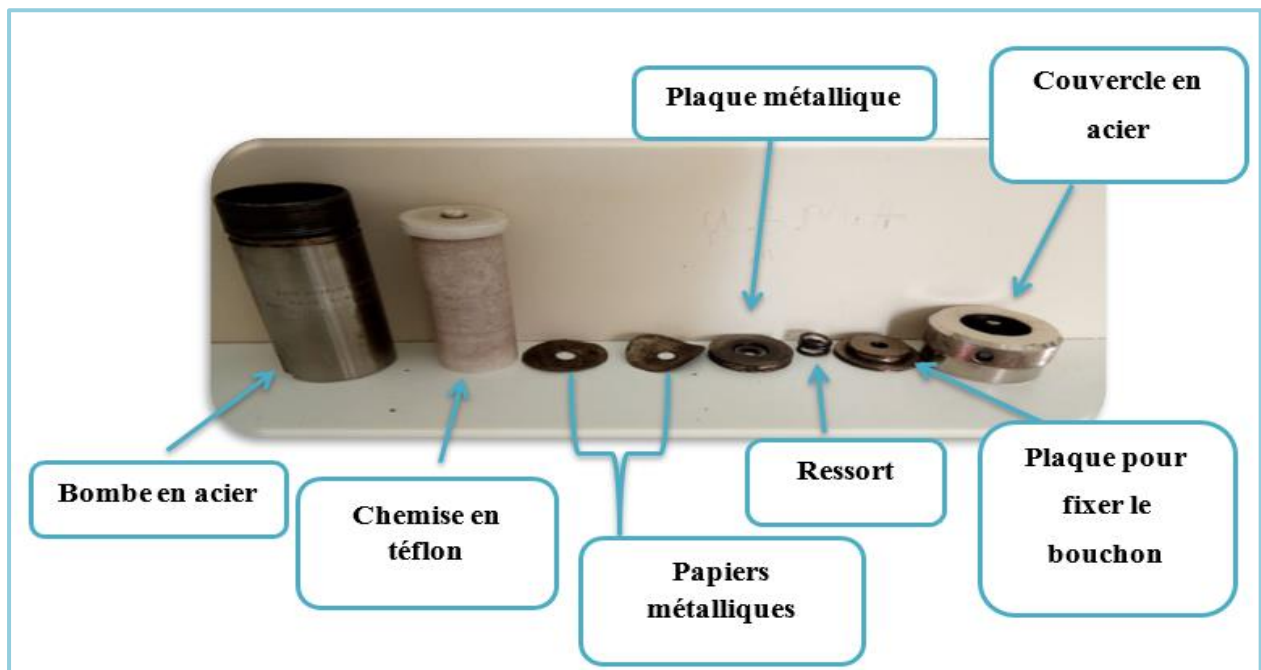 Plaque métallique
Couvercle en
acier
Bombe en acier
Chemise en
téflon
Papiers
métalliques
Ressort
Plaque pour
fixer le
bouchon